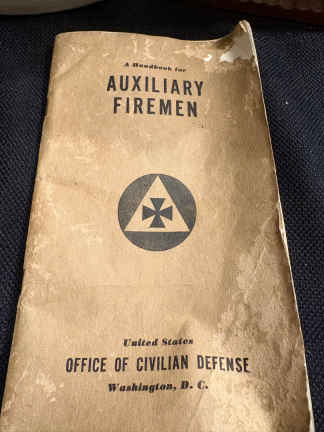 A Handbook for
AUXILIARY
FIREMEN
United States
OFFICE OF CIVILIAN DEFENSE
Washington, D. C.